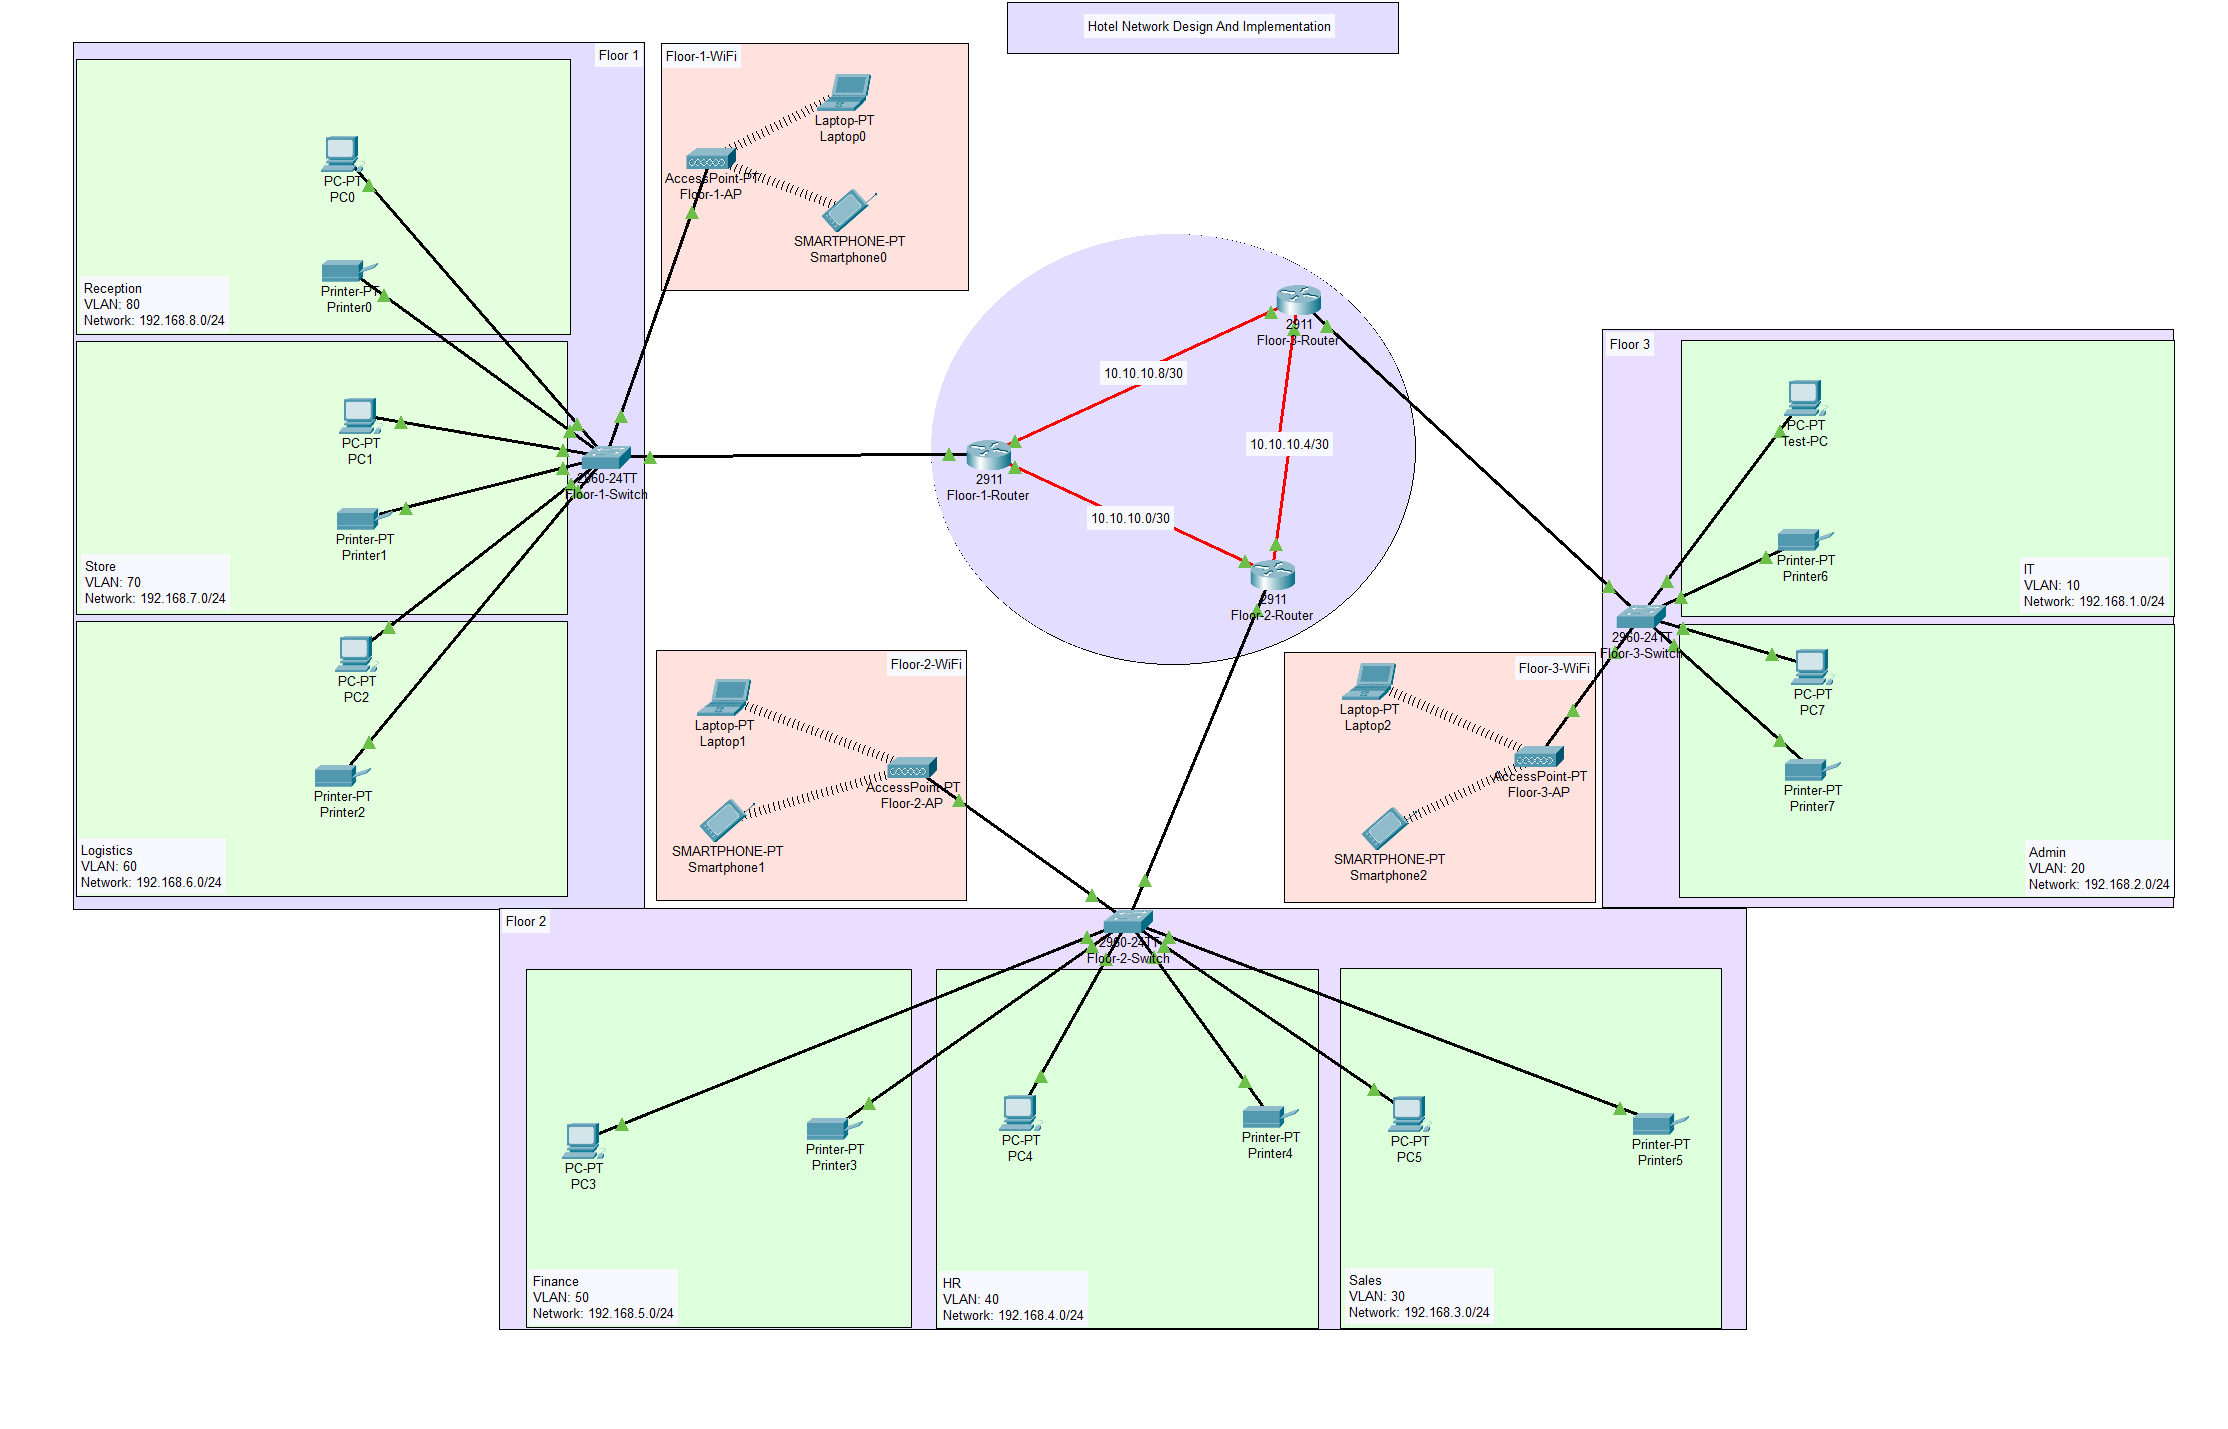 Hotel Network Design And Implementation
Floor 1
PC-PT
PC0
Printer-PT
Printer0
Reception
VLAN: 80
Network: 192.168.8.0/24
PC-PT
PC1
Printer-PT
Printer1
Store
VLAN: 70
Network: 192.168.7.0/24
PC-PT
PC2
Printer-PT
Printer2
Logistics
VLAN: 60
Network: 192.168.6.0/24
2960-24TT
Floor-1-Switch
Floor-1-WiFi
Laptop-PT
Laptop0
AccessPoint-PT
Floor-1-AP
SMARTPHONE-PT
Smartphone0
2911
Floor-3-Router
10.10.10.8/30
10.10.10.4/30
2911
Floor-1-Router
10.10.10.0/30
2911
Floor-2-Router
Floor 3
PC-PT
Test-PC
Printer-PT
Printer6
IT
VLAN: 10
Network: 192.168.1.0/24
2960-24TT
Floor-3-Switch
PC-PT
PC7
Printer-PT
Printer7
Admin
VLAN: 20
Network: 192.168.2.0/24
Floor-2-WiFi
Laptop-PT
Laptop1
AccessPoint-PT
Floor-2-AP
SMARTPHONE-PT
Smartphone1
Floor-3-WiFi
Laptop-PT
Laptop2
AccessPoint-PT
Floor-3-AP
SMARTPHONE-PT
Smartphone2
Floor 2
2960-24TT
Floor-2-Switch
PC-PT
PC3
Printer-PT
Printer3
Finance
VLAN: 50
Network: 192.168.5.0/24
PC-PT
PC4
Printer-PT
Printer4
HR
VLAN: 40
Network: 192.168.4.0/24
PC-PT
PC5
Printer-PT
Printer5
Sales
VLAN: 30
Network: 192.168.3.0/24